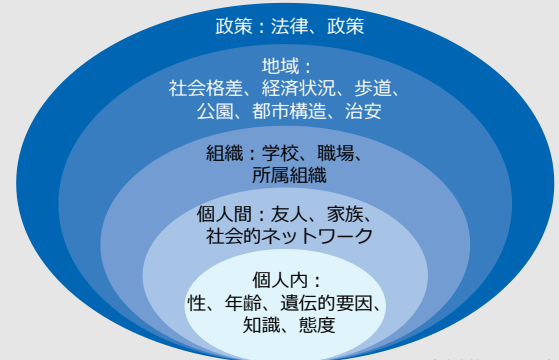 政策：法律、政策
地域：
社会格差、経済状況、歩道、
公園、都市構造、治安
組織：学校、職場、
所属組織
個人間：友人、家族、
社会的ネットワーク
個人内：
性、年齢、遺伝的要因、
知識、態度